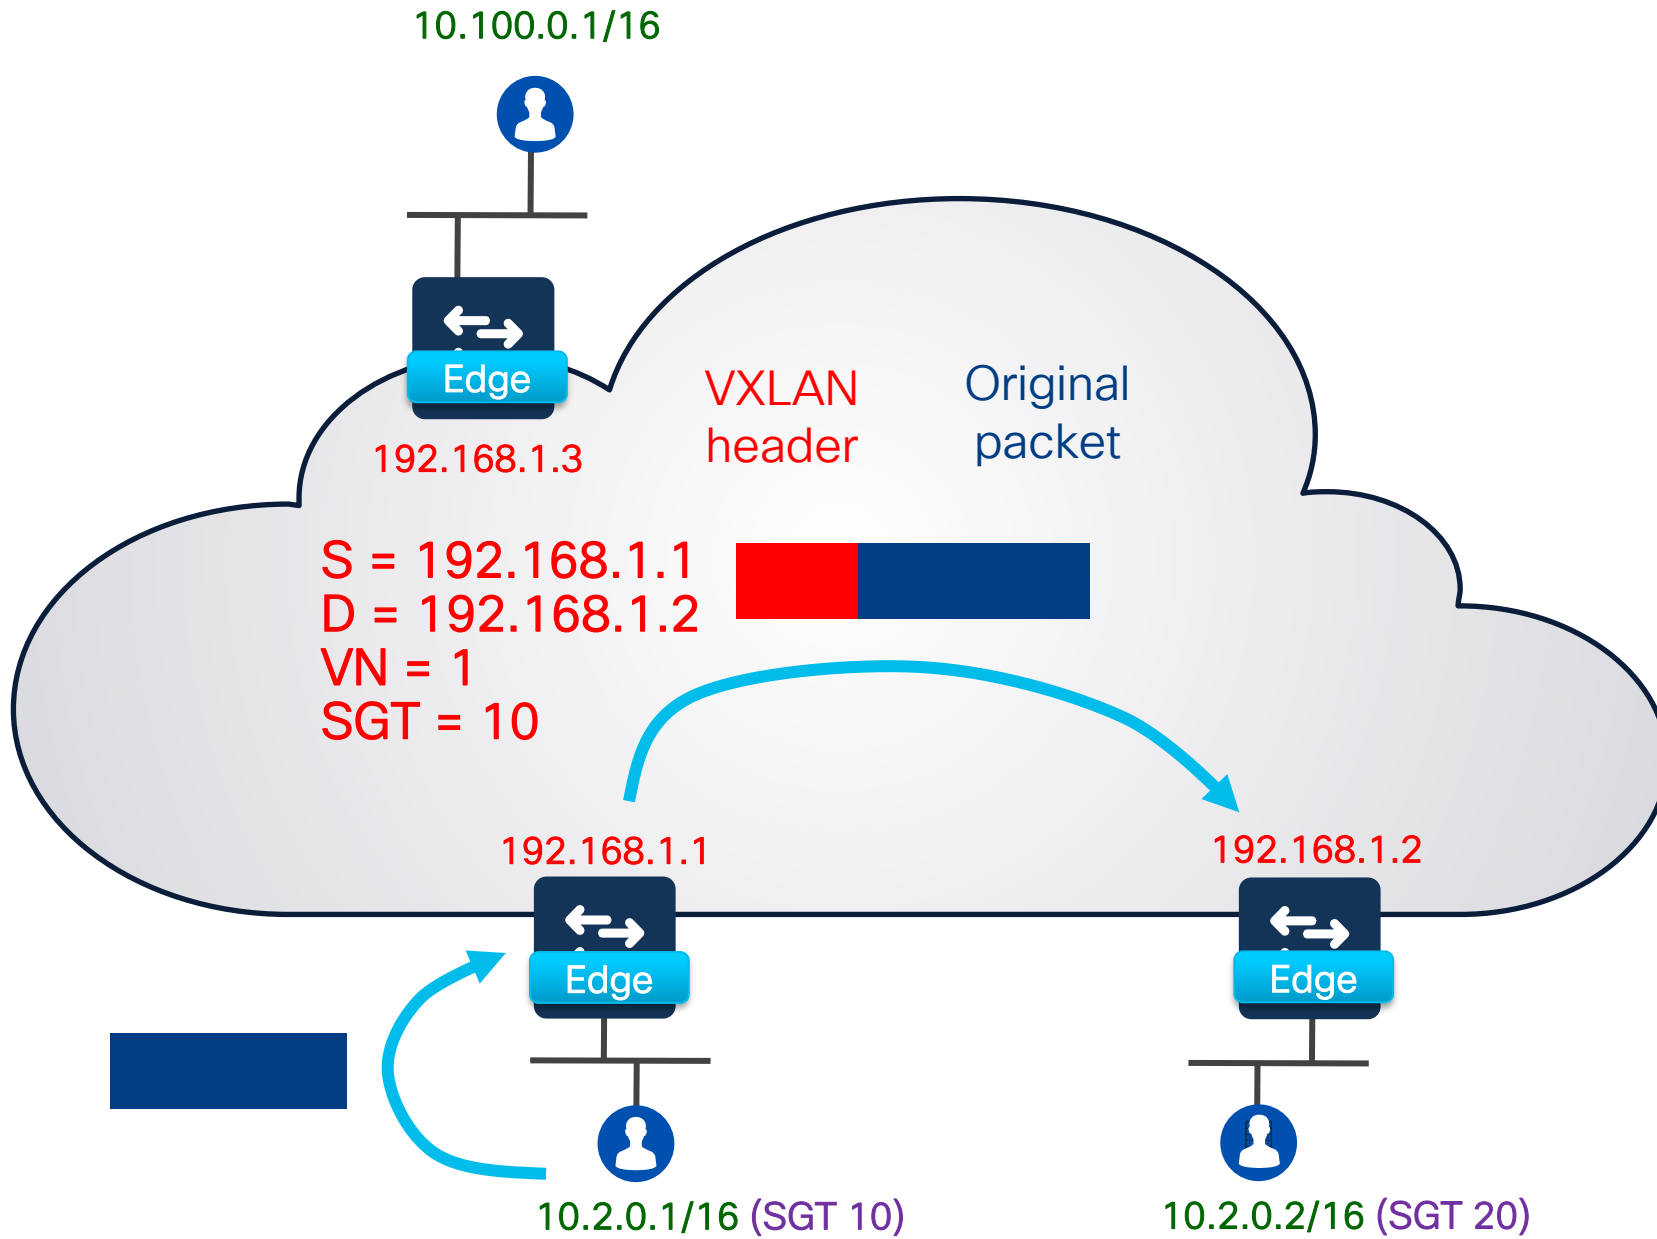 10.100.0.1/16
Edge
192.168.1.3
VXLAN
header
Original
packet
S = 192.168.1.1
D = 192.168.1.2
VN = 1
SGT = 10
192.168.1.1
192.168.1.2
Edge
Edge
10.2.0.1/16 (SGT 10)
10.2.0.2/16 (SGT 20)